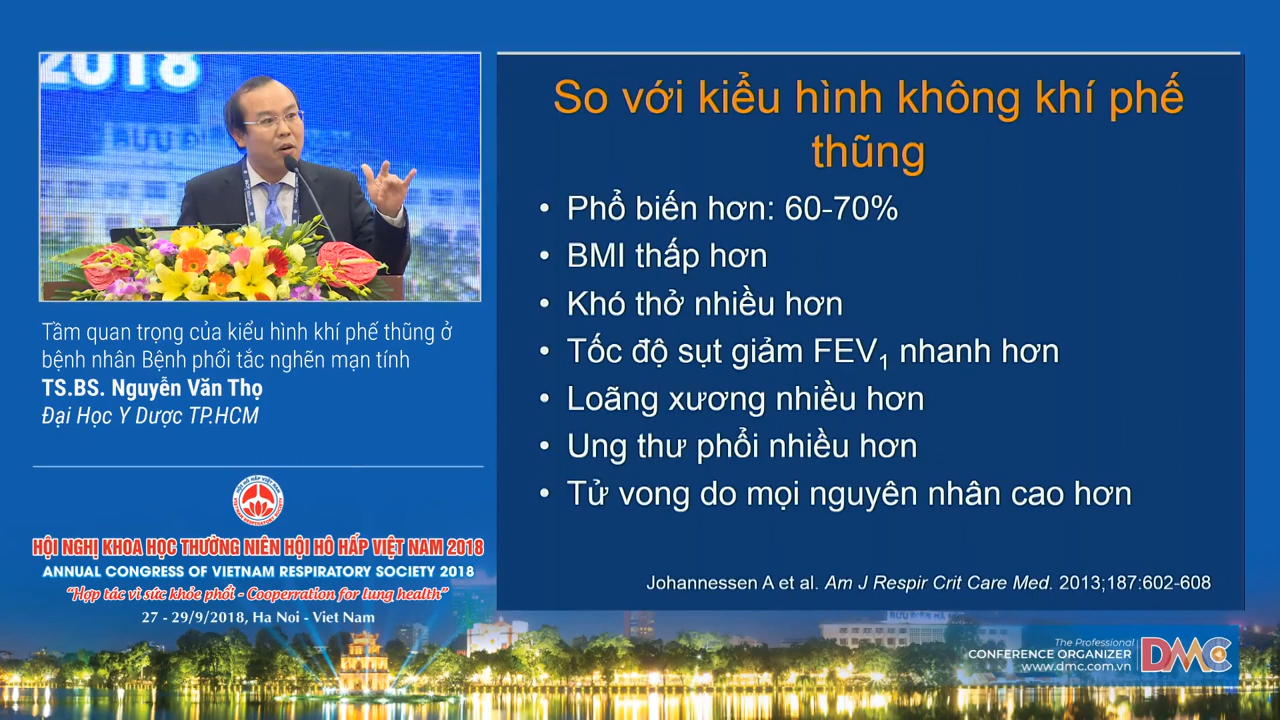 2018
BƯU ĐIỆN
Tầm quan trọng của kiểu hình khí phế thũng ở
bệnh nhân Bệnh phổi tắc nghẽn mạn tính
TS.BS. Nguyễn Văn Thọ
Đại Học Y Dược TP.HCM
HỘI NGHỊ KHOA HỌC THƯỜNG NIÊN HỘI HÔ HẤP VIỆT NAM 2018
ANNUAL CONGRESS OF VIETNAM RESPIRATORY SOCIETY 2018
“Hợp tác vì sức khỏe phổi - Cooperration for lung health”
27 - 29/9/2018, Ha Noi - Viet Nam
So với kiểu hình không khí phế
thũng
• Phổ biến hơn: 60-70%
• BMI thấp hơn
• Khó thở nhiều hơn
• Tốc độ sụt giảm FEV₁ nhanh hơn
• Loãng xương nhiều hơn
• Ung thư phổi nhiều hơn
• Tử vong do mọi nguyên nhân cao hơn
Johannessen A et al. Am J Respir Crit Care Med. 2013;187:602-608
The Professional
CONFERENCE ORGANIZER
www.dmc.com.vn
DMC